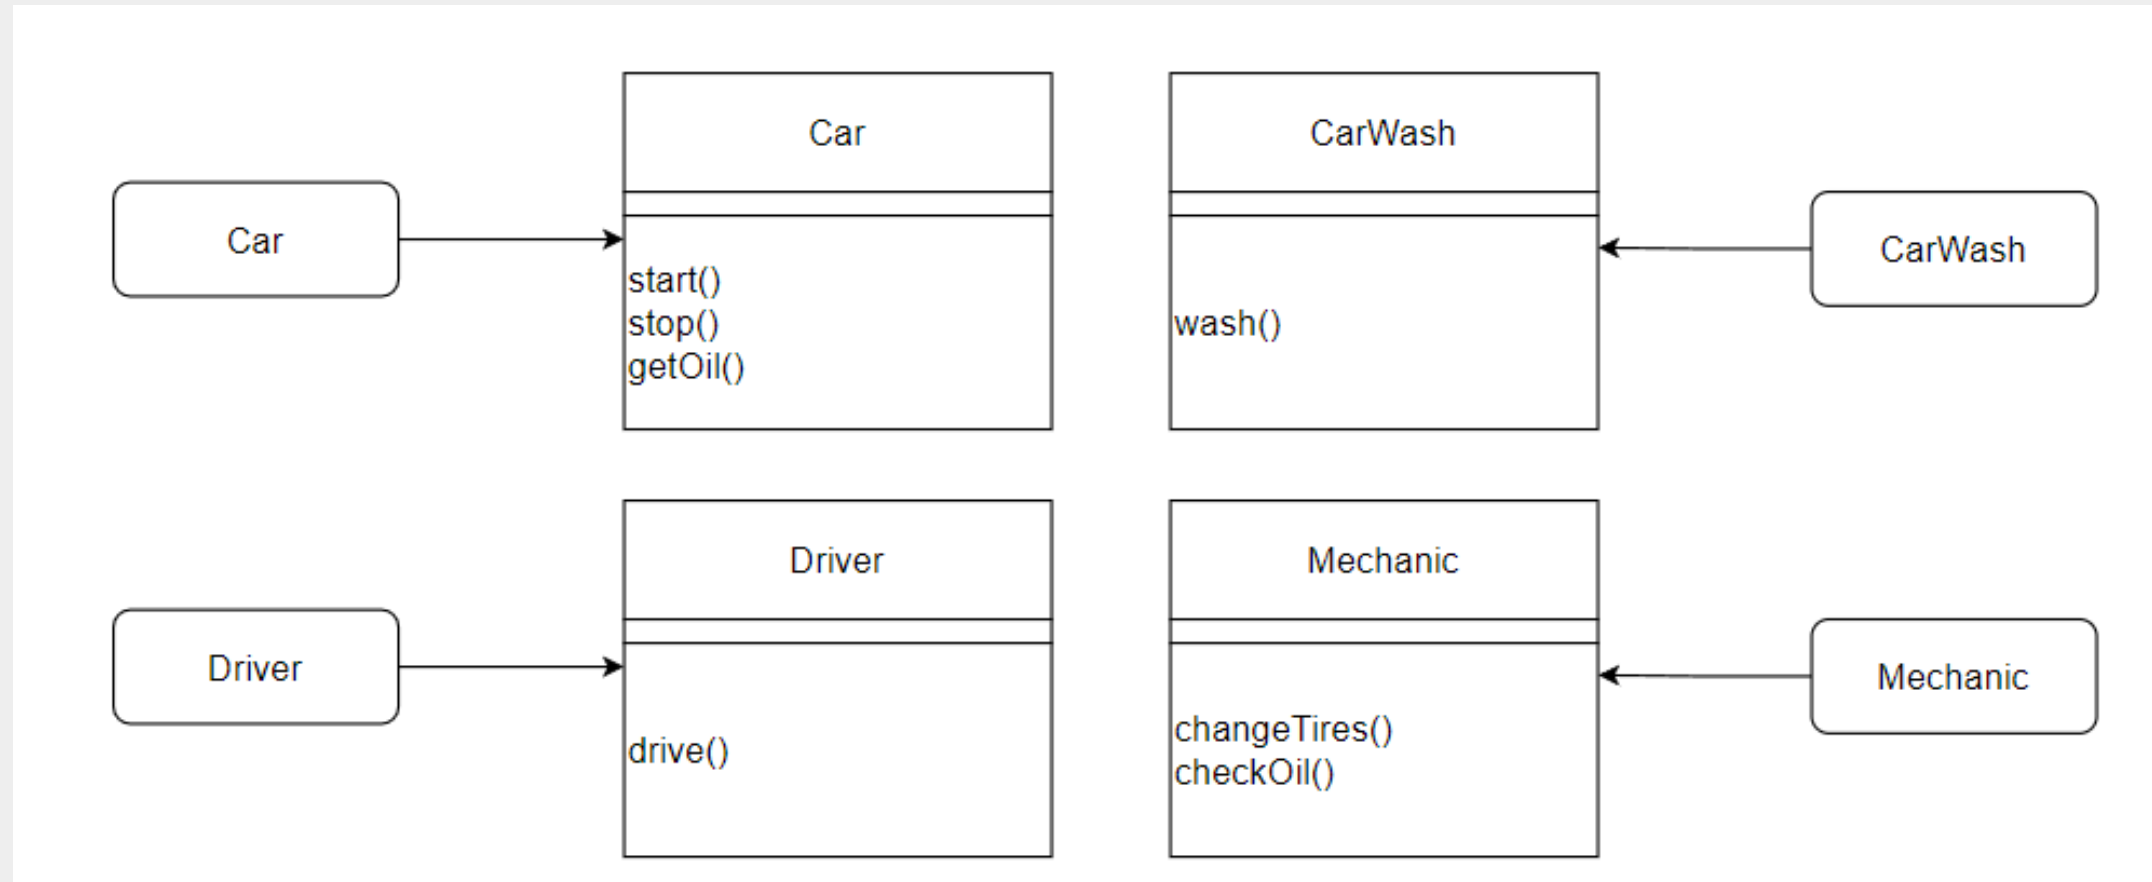 Car
Car
start()
stop()
getOil()
CarWash
wash()
CarWash
Driver
Driver
drive()
Mechanic
changeTires()
checkOil()
Mechanic